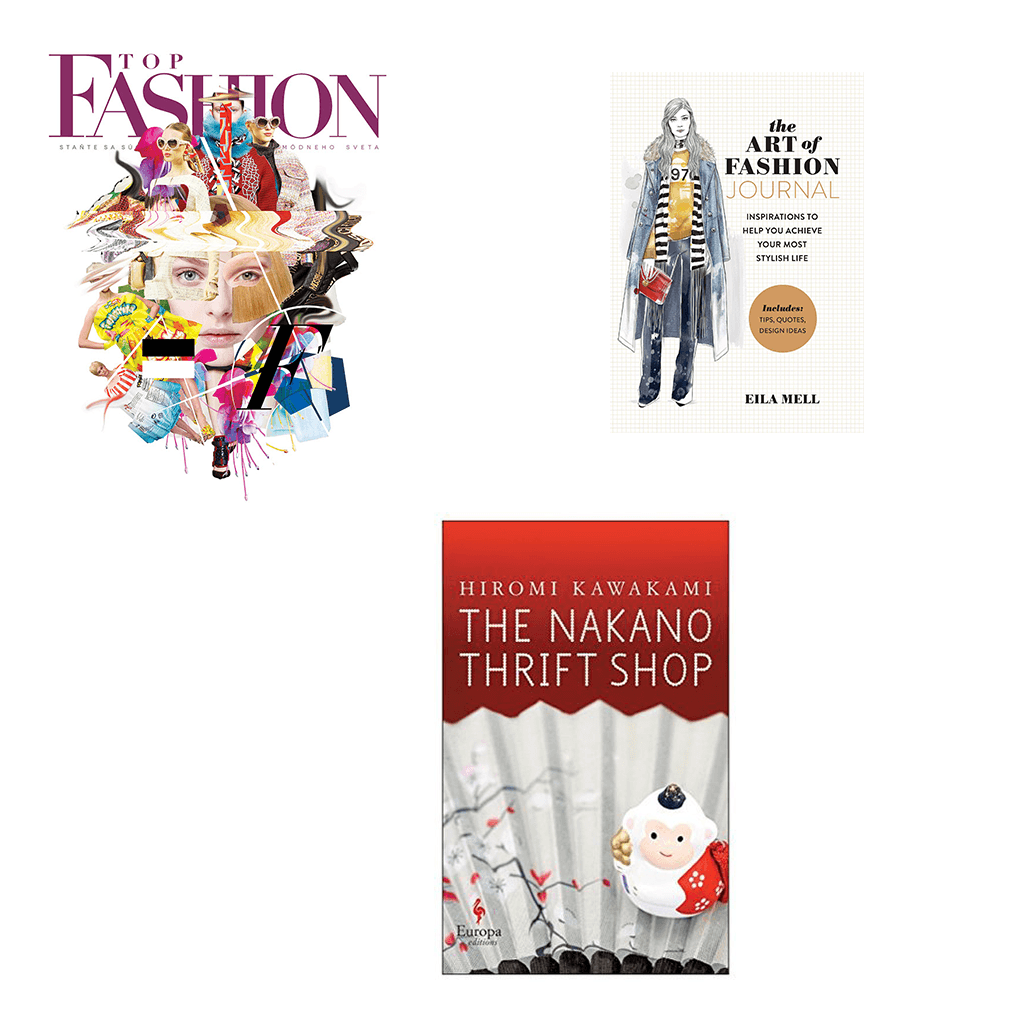 TOP
FASHION
STAŇTE SA SÚ
MÓDNEHO SVETA
F
the
ART of
FASHION
JOURNAL
INSPIRATIONS TO
HELP YOU ACHIEVE
YOUR MOST
STYLISH LIFE
Includes:
TIPS, QUOTES,
DESIGN IDEAS
EILA MELL
HIROMI KAWAKAMI
THE NAKANO
THRIFT SHOP
Europa
editions